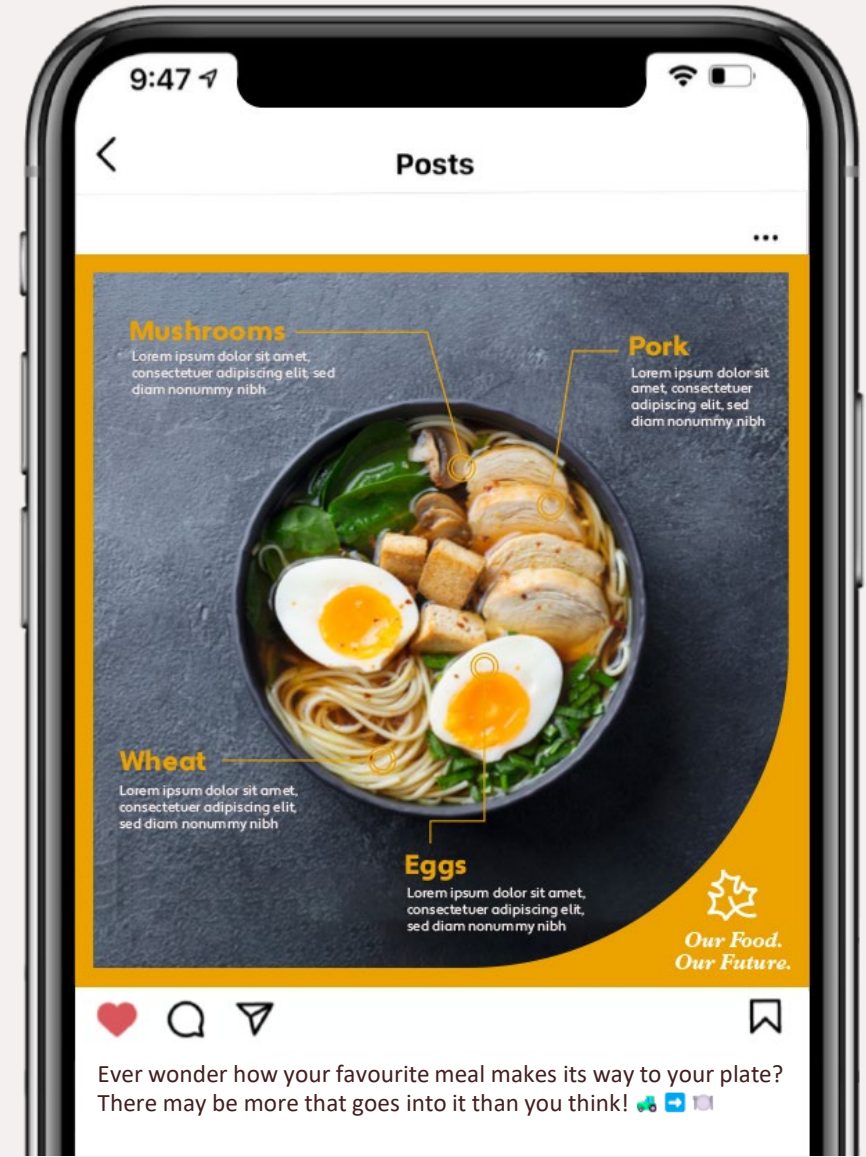 9:47
Posts
Mushrooms
Lorem ipsum dolor sit amet,
consectetuer adipiscing elit, sed
diam nonummy nibh
Pork
Lorem ipsum dolor sit
amet, consectetuer
adipiscing elit, sed
diam nonummy nibh
Wheat
Lorem ipsum dolor sit amet,
consectetuer adipiscing elit,
sed diam nonummy nibh
Eggs
Lorem ipsum dolor sit amet,
consectetuer adipiscing elit,
sed diam nonummy nibh
Our Food.
Our Future.
Ever wonder how your favourite meal makes its way to your plate?
There may be more that goes into it than you think! 🚜 ➡️ 🍽️